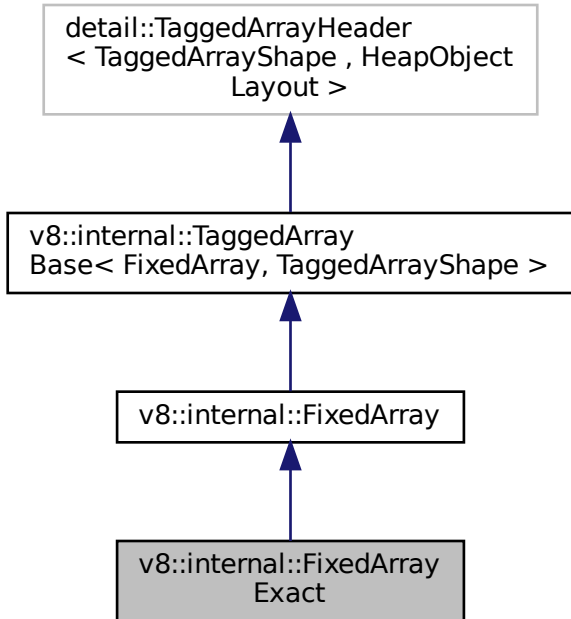 detail::TaggedArrayHeader
< TaggedArrayShape , HeapObject
Layout >
v8::internal::TaggedArray
Base< FixedArray, TaggedArrayShape >
v8::internal::FixedArray
v8::internal::FixedArray
Exact